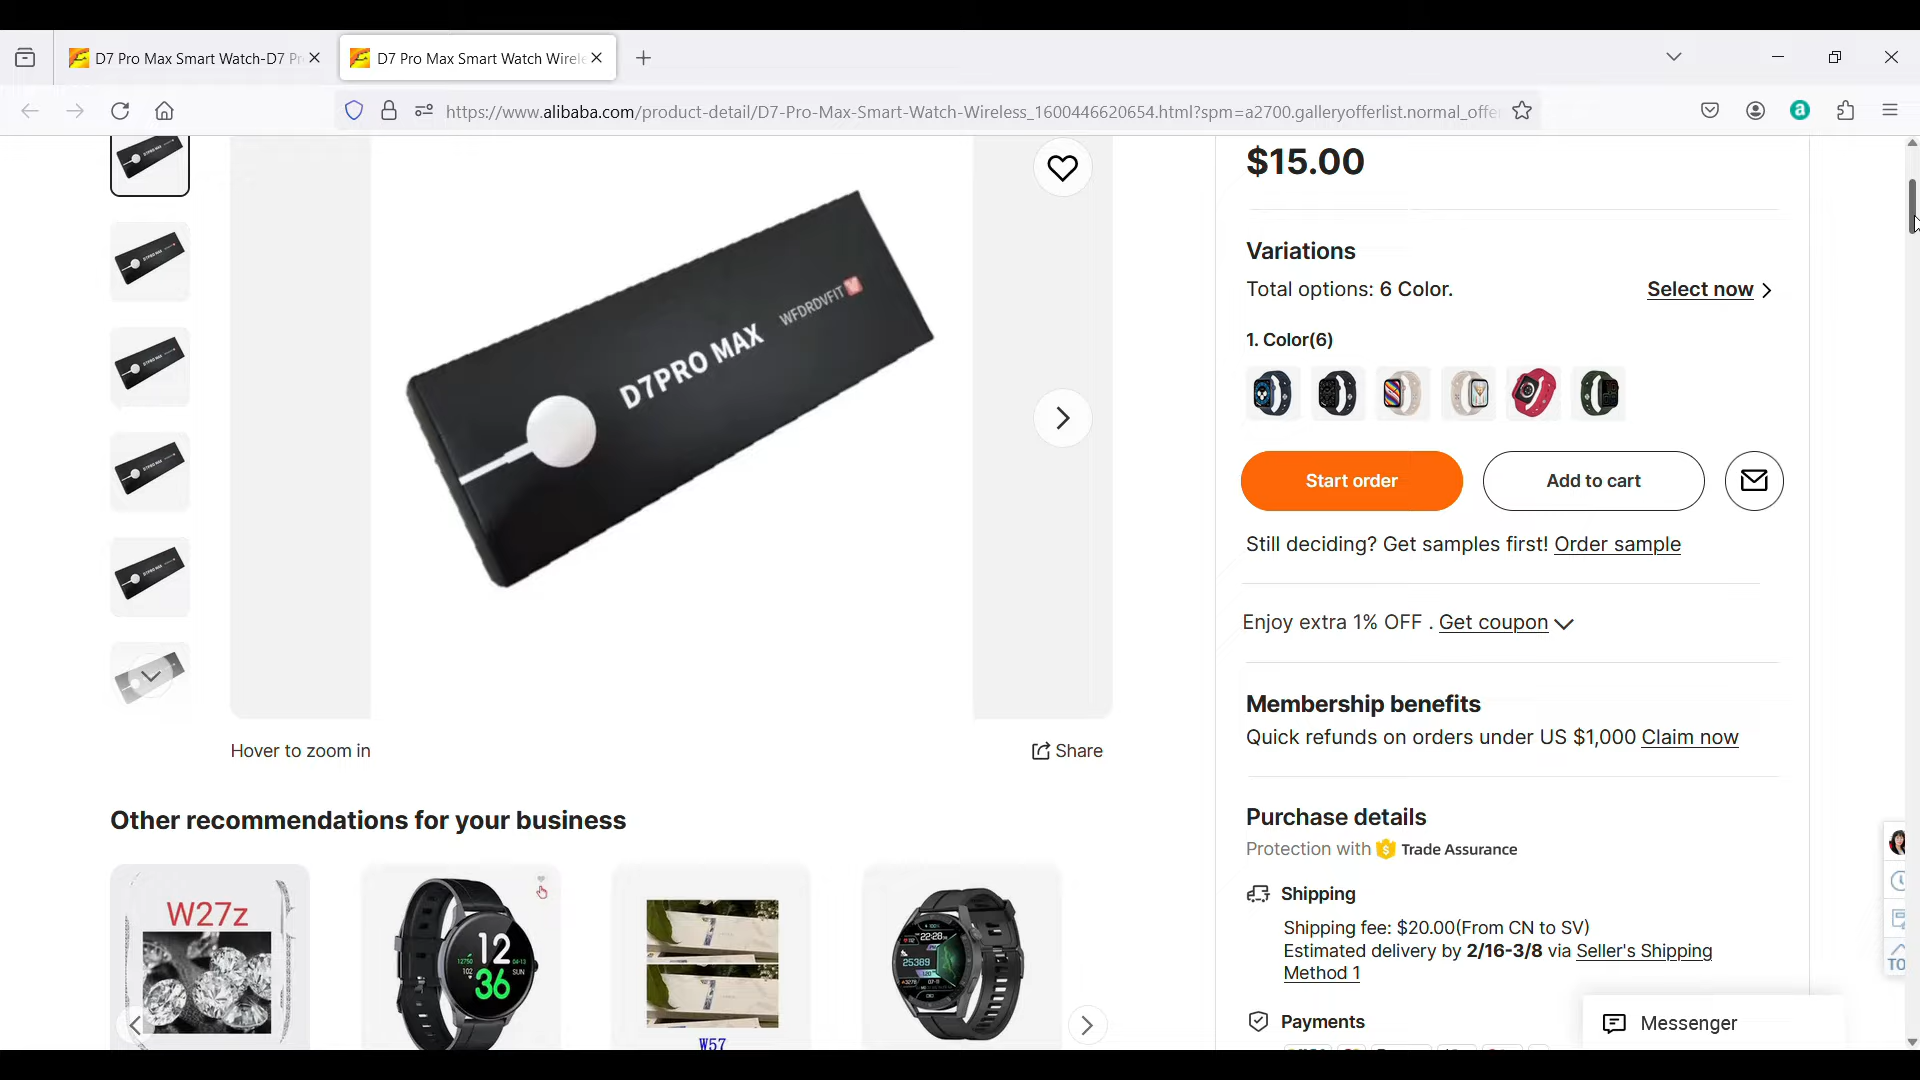 D7 Pro Max Smart Watch-D7 Pr
D7 Pro Max Smart Watch Wirele
https://www.alibaba.com/product-detail/D7-Pro-Max-Smart-Watch-Wireless_1600446620654.html?spm=a2700.galleryofferlist.normal_offe
D7PRO MAX WFDRDVFIT
Hover to zoom in
Share
Other recommendations for your business
W27z
12
36
SUN
W57
22:28
25389
$15.00
Variations
Total options: 6 Color.
Select now
1. Color(6)
Start order
Add to cart
Still deciding? Get samples first! Order sample
Enjoy extra 1% OFF . Get coupon
Membership benefits
Quick refunds on orders under US $1,000 Claim now
Purchase details
Protection with Trade Assurance
Shipping
Shipping fee: $20.00(From CN to SV)
Estimated delivery by 2/16-3/8 via Seller's Shipping
Method 1
Payments
Messenger
TO